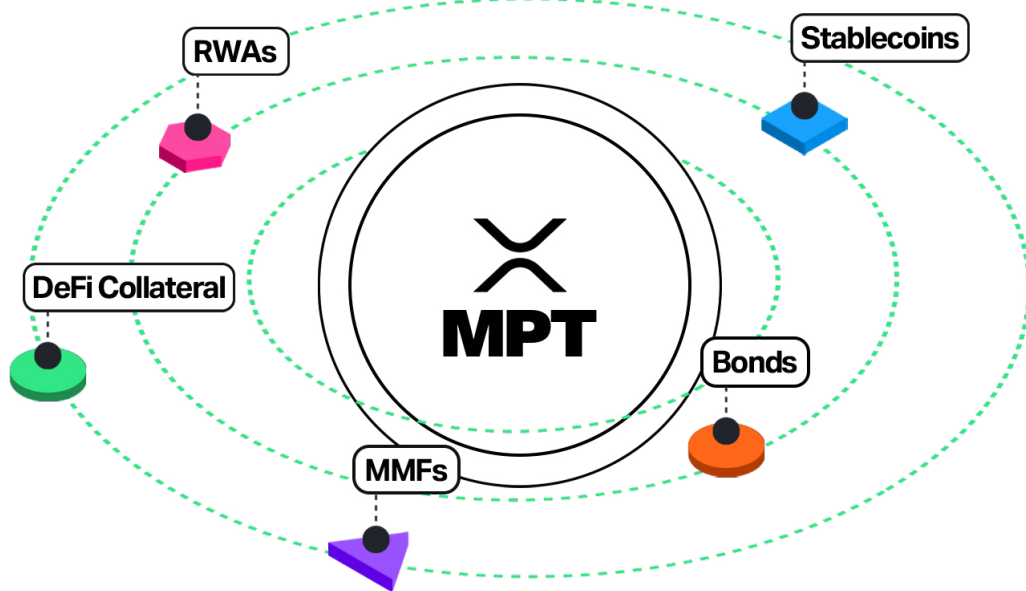 RWAs
Stablecoins
DeFi Collateral
MPT
Bonds
MMFs